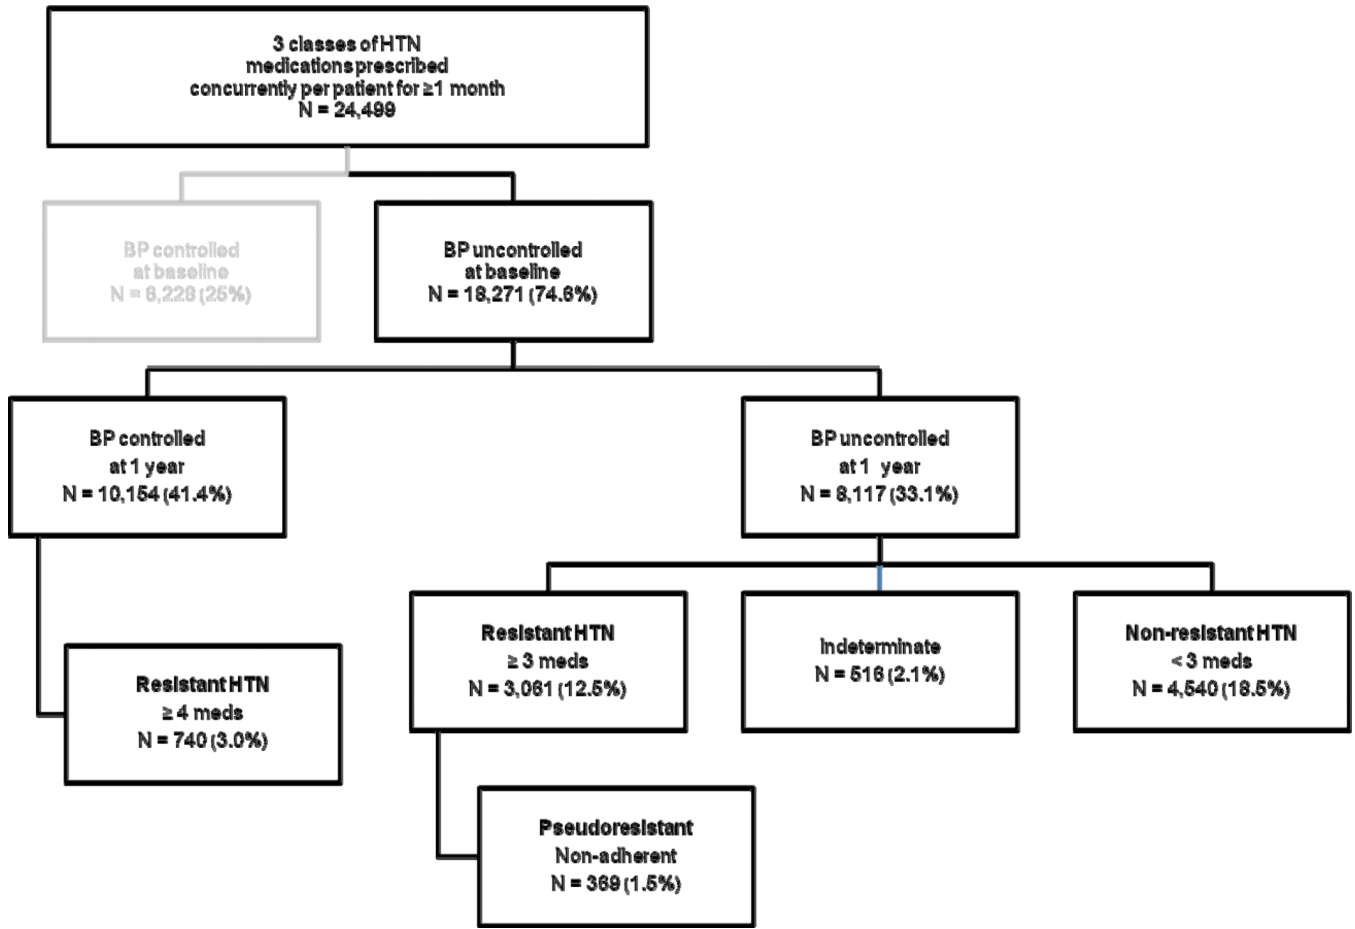 3 classes of HTN
medications prescribed
concurrently per patient for ≥1 month
N = 24,499
BP controlled
at baseline
N = 6,228 (25%)
BP uncontrolled
at baseline
N = 18,271 (74.6%)
BP controlled
at 1 year
N = 10,154 (41.4%)
BP uncontrolled
at 1 year
N = 8,117 (33.1%)
Resistant HTN
≥ 4 meds
N = 740 (3.0%)
Resistant HTN
≥ 3 meds
N = 3,061 (12.5%)
Indeterminate
N = 516 (2.1%)
Non-resistant HTN
< 3 meds
N = 4,540 (18.5%)
Pseudoresistant
Non-adherent
N = 369 (1.5%)